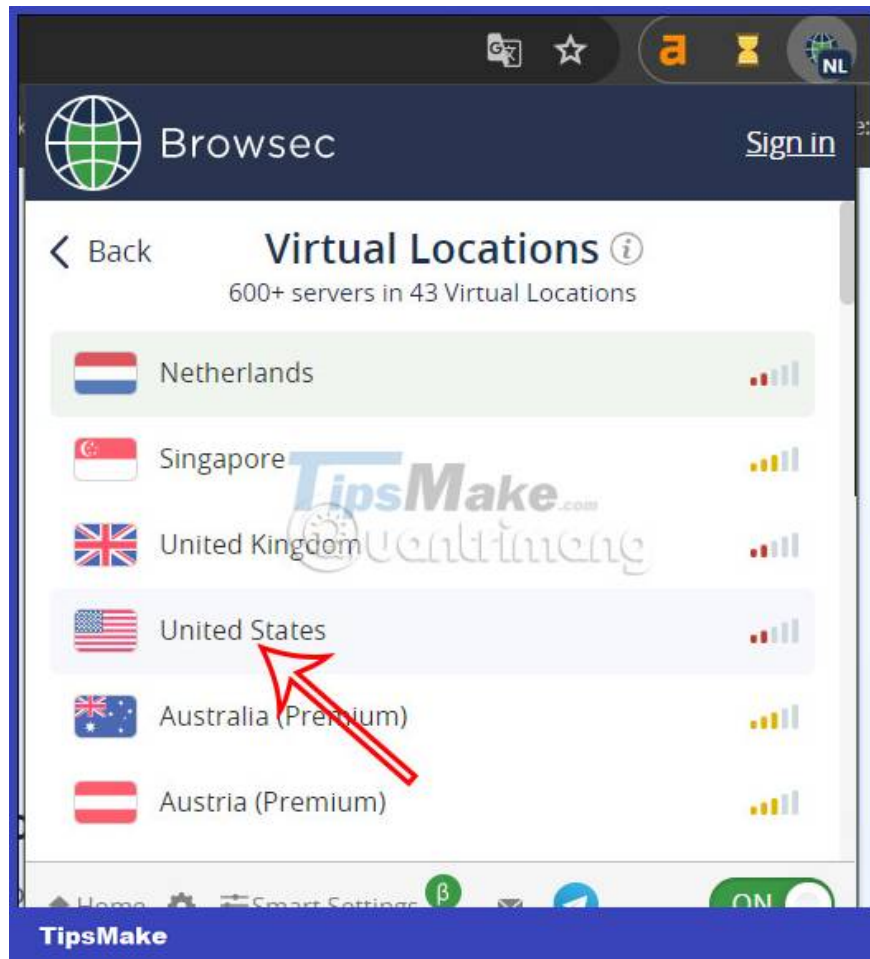 a
NL
Browsec
Sign in
Back
Virtual Locations
600+ servers in 43 Virtual Locations
Netherlands
Singapore
TipsMake.com
United Kingdom
Quantrimang
United States
Australia (Premium)
Austria (Premium)
Home
Smart Settings
β
ON
TipsMake